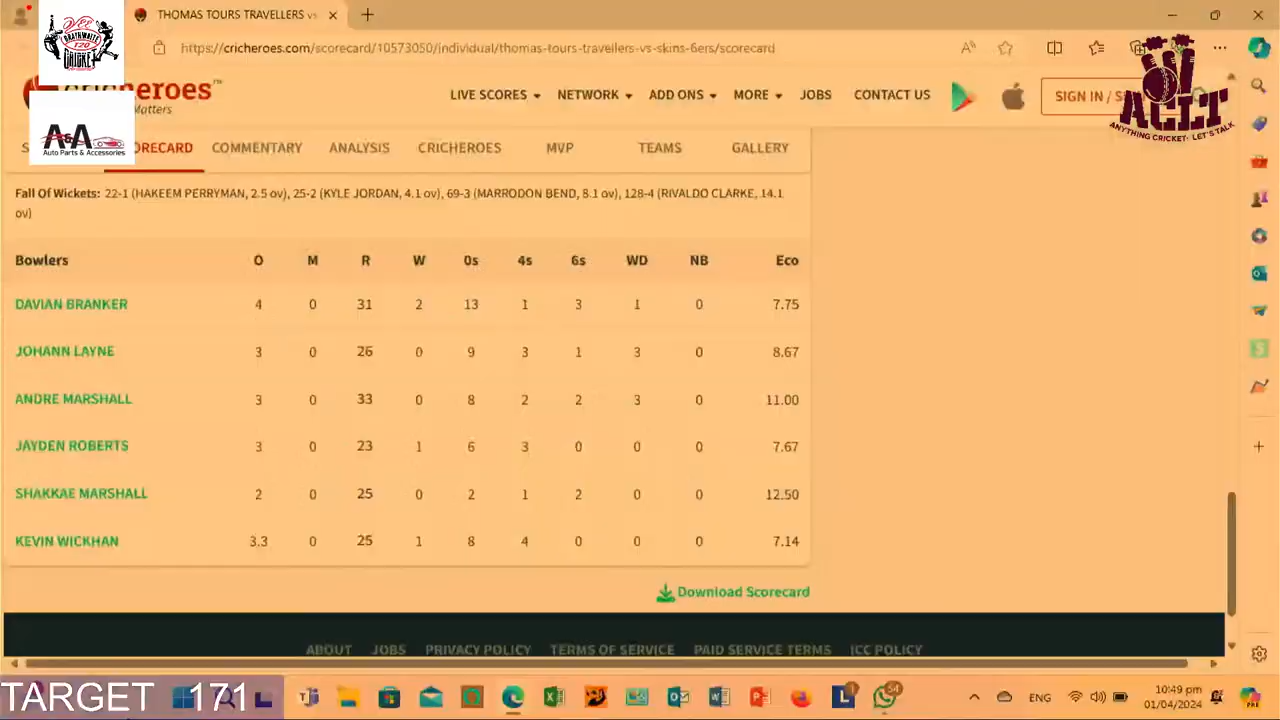 THOMAS TOURS TRAVELLERS vs
https://cricheroes.com/scorecard/10573050/individual/thomas-tours-travellers-vs-skins-6ers/scorecard
BRATHWAITE
T20
CRICKET
cricheroes™
Matters
LIVE SCORES NETWORK ADD ONS MORE JOBS CONTACT US SIGN IN / S
ACLT
ANYTHING CRICKET- LET'S TALK
A&A
Auto Parts & Accessories
S ORECARD COMMENTARY ANALYSIS CRICHEROES MVP TEAMS GALLERY
Fall Of Wickets: 22-1 (HAKEEM PERRYMAN, 2.5 ov), 25-2 (KYLE JORDAN, 4.1 ov), 69-3 (MARRODON BEND, 8.1 ov), 128-4 (RIVALDO CLARKE, 14.1
ov)
Bowlers O M R W 0s 4s 6s WD NB Eco
DAVIAN BRANKER 4 0 31 2 13 1 3 1 0 7.75
JOHANN LAYNE 3 0 26 0 9 3 1 3 0 8.67
ANDRE MARSHALL 3 0 33 0 8 2 2 3 0 11.00
JAYDEN ROBERTS 3 0 23 1 6 3 0 0 0 7.67
SHAKKAE MARSHALL 2 0 25 0 2 1 2 0 0 12.50
KEVIN WICKHAN 3.3 0 25 1 8 4 0 0 0 7.14
Download Scorecard
ABOUT JOBS PRIVACY POLICY TERMS OF SERVICE PAID SERVICE TERMS ICC POLICY
TARGET 171
54
ENG
10:49 pm
01/04/2024